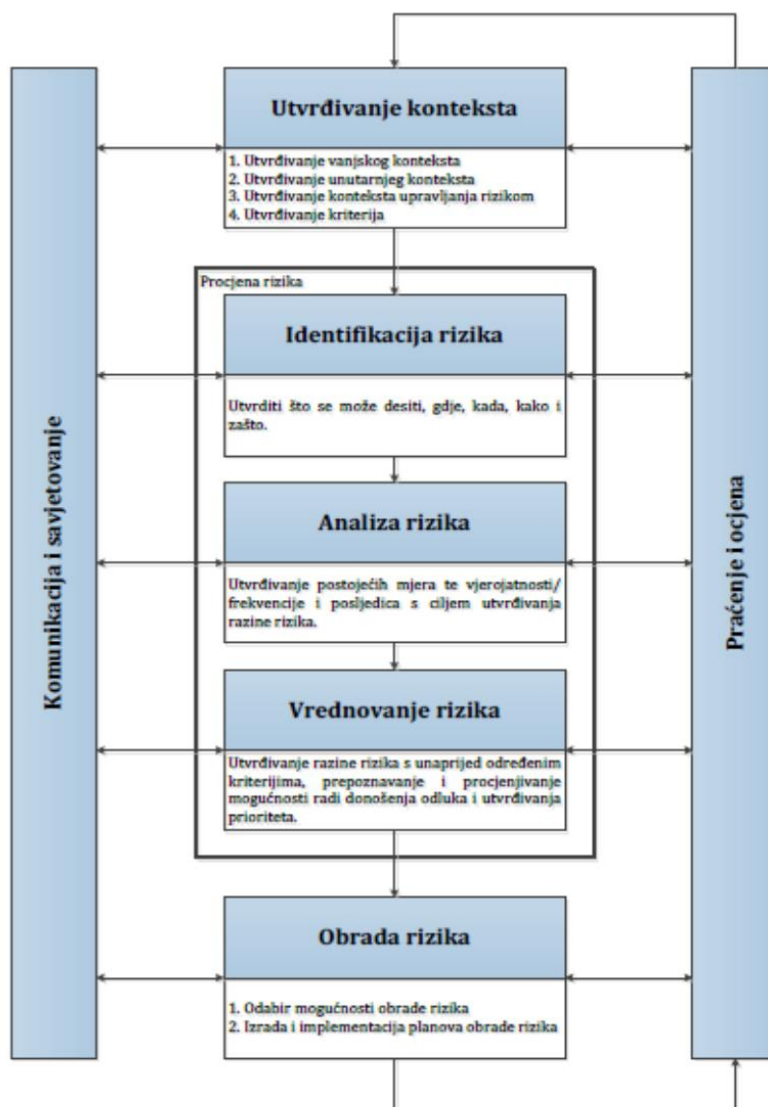 Utvrđivanje konteksta
1. Utvrđivanje vanjskog konteksta
2. Utvrđivanje unutarnjeg konteksta
3. Utvrđivanje konteksta upravljanja rizikom
4. Utvrđivanje kriterija
Procjena rizika
Identifikacija rizika
Utvrditi što se može desiti, gdje, kada, kako i
zašto.
Analiza rizika
Utvrđivanje postojećih mjera te vjerojatnosti/
frekvencije i posljedica s ciljem utvrđivanja
razine rizika.
Vrednovanje rizika
Utvrđivanje razine rizika s unaprijed određenim
kriterijima, prepoznavanje i procjenjivanje
mogućnosti radi donošenja odluka i utvrđivanja
prioriteta.
Obrada rizika
1. Odabir mogućnosti obrade rizika
2. Izrada i implementacija planova obrade rizika
Komunikacija i savjetovanje
Praćenje i ocjena